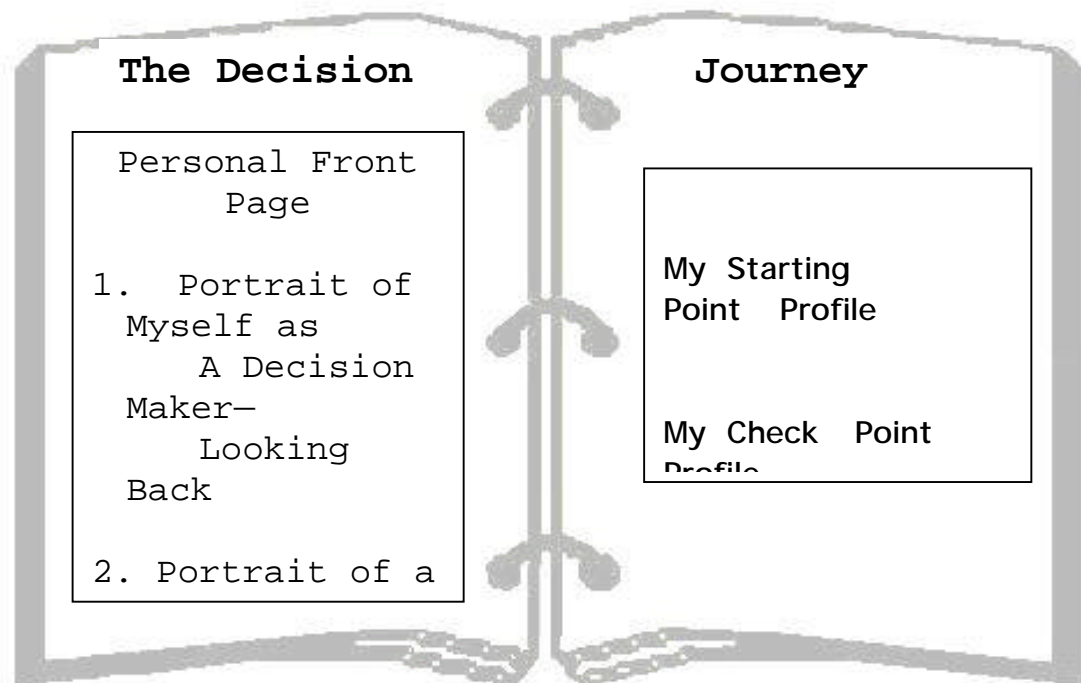 The Decision
Personal Front
Page
1. Portrait of
Myself as
A Decision
Maker—
Looking
Back
2. Portrait of a
Journey
My Starting
Point Profile
My Check Point
Profile